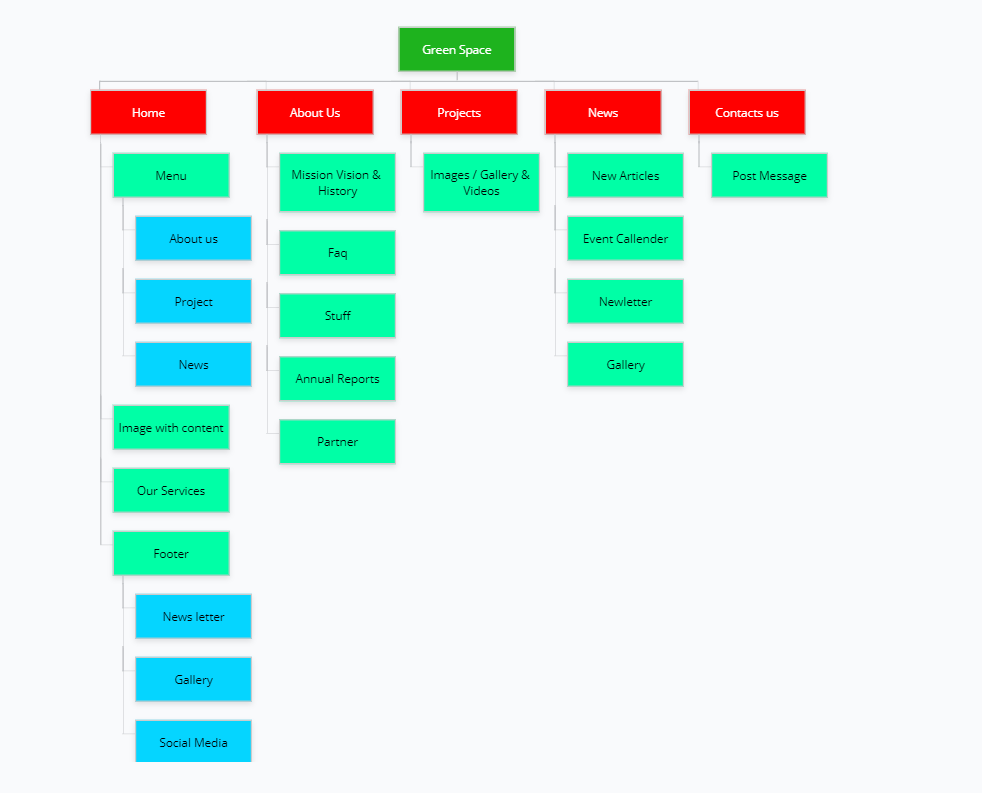 Green Space
Home
About Us
Projects
News
Contacts us
Menu
About us
Project
News
Image with content
Our Services
Footer
News letter
Gallery
Social Media
Mission Vision &
History
Faq
Stuff
Annual Reports
Partner
Images / Gallery &
Videos
New Articles
Event Callender
Newletter
Gallery
Post Message